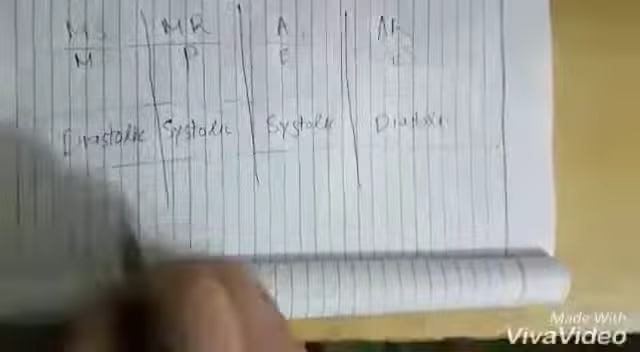 MR A AR
M P E
Diastolic Systolic Systolic Diastolic
Made With
VivaVideo